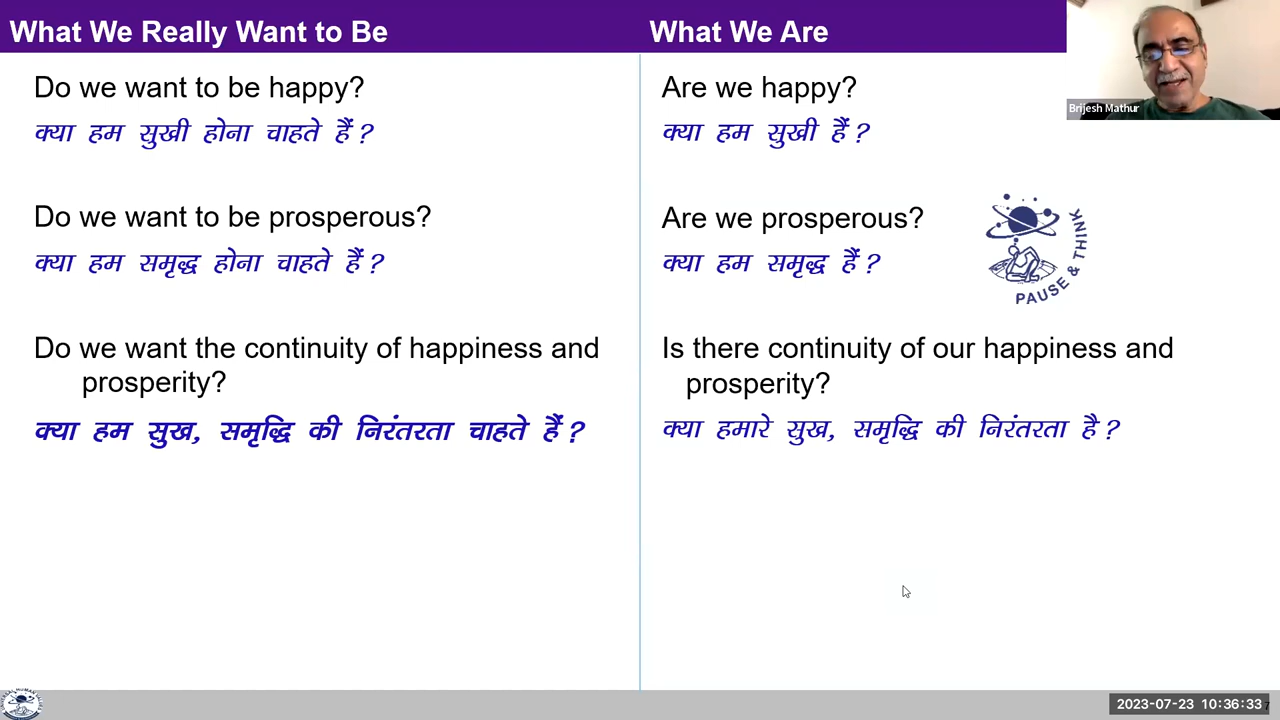 What We Really Want to Be
What We Are
Brijesh Mathur
Do we want to be happy?
क्या हम सुखी होना चाहते हैं ?
Do we want to be prosperous?
क्या हम समृद्ध होना चाहते हैं ?
Do we want the continuity of happiness and
prosperity?
क्या हम सुख, समृद्धि की निरंतरता चाहते हैं ?
Are we happy?
क्या हम सुखी हैं ?
Are we prosperous?
क्या हम समृद्ध हैं ?
PAUSE & THINK
Is there continuity of our happiness and
prosperity?
क्या हमारे सुख, समृद्धि की निरंतरता है ?
2023-07-23 10:36:33
7